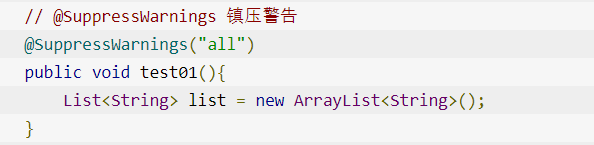 // @SuppressWarnings 镇压警告
@SuppressWarnings("all")
public void test01(){
    List<String> list = new ArrayList<String>();
}